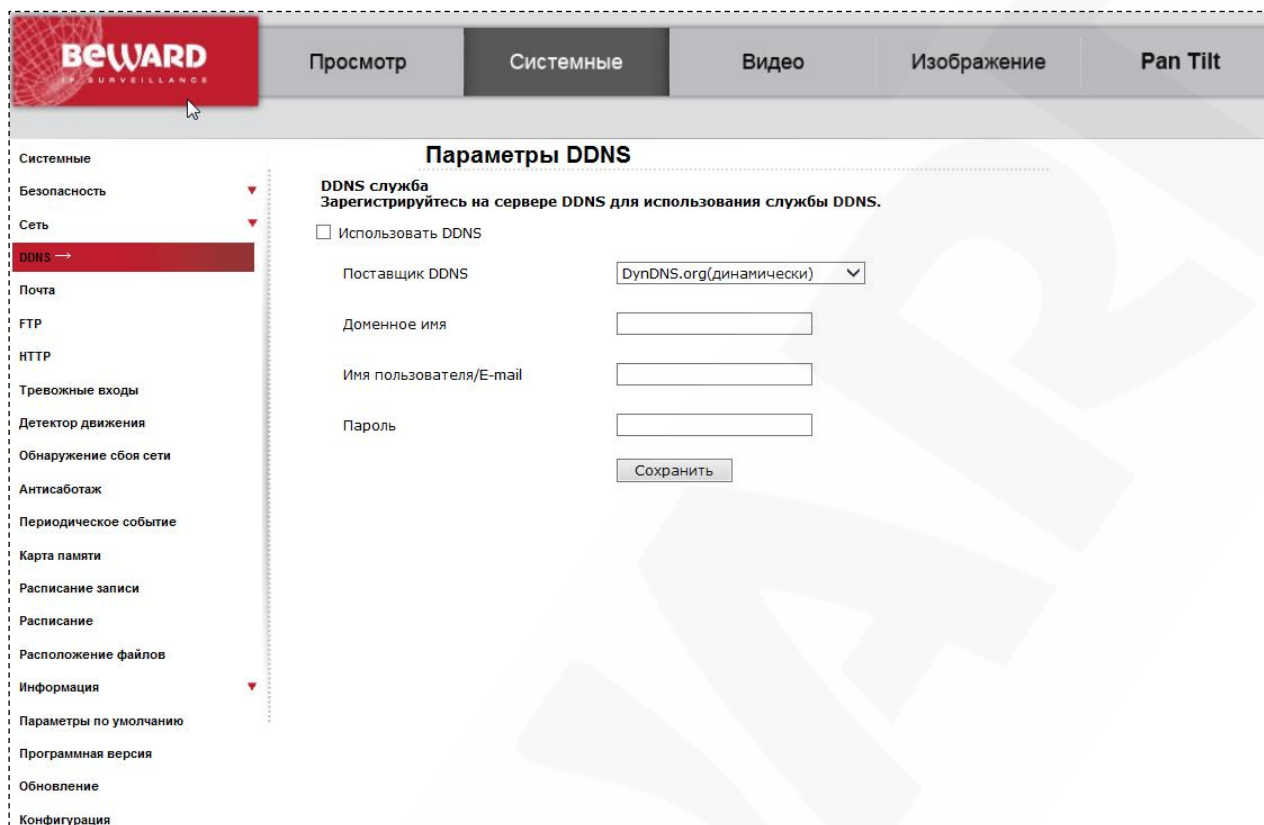 BEWARD
IP SURVEILLANCE
Просмотр
Системные
Видео
Изображение
Pan Tilt
Системные
Безопасность
Сеть
DDNS →
Почта
FTP
HTTP
Тревожные входы
Детектор движения
Обнаружение сбоя сети
Антисаботаж
Периодическое событие
Карта памяти
Расписание записи
Расписание
Расположение файлов
Информация
Параметры по умолчанию
Программная версия
Обновление
Конфигурация
Параметры DDNS
DDNS служба
Зарегистрируйтесь на сервере DDNS для использования службы DDNS.
Использовать DDNS
Поставщик DDNS
DynDNS.org(динамически)
Доменное имя
Имя пользователя/E-mail
Пароль
Сохранить